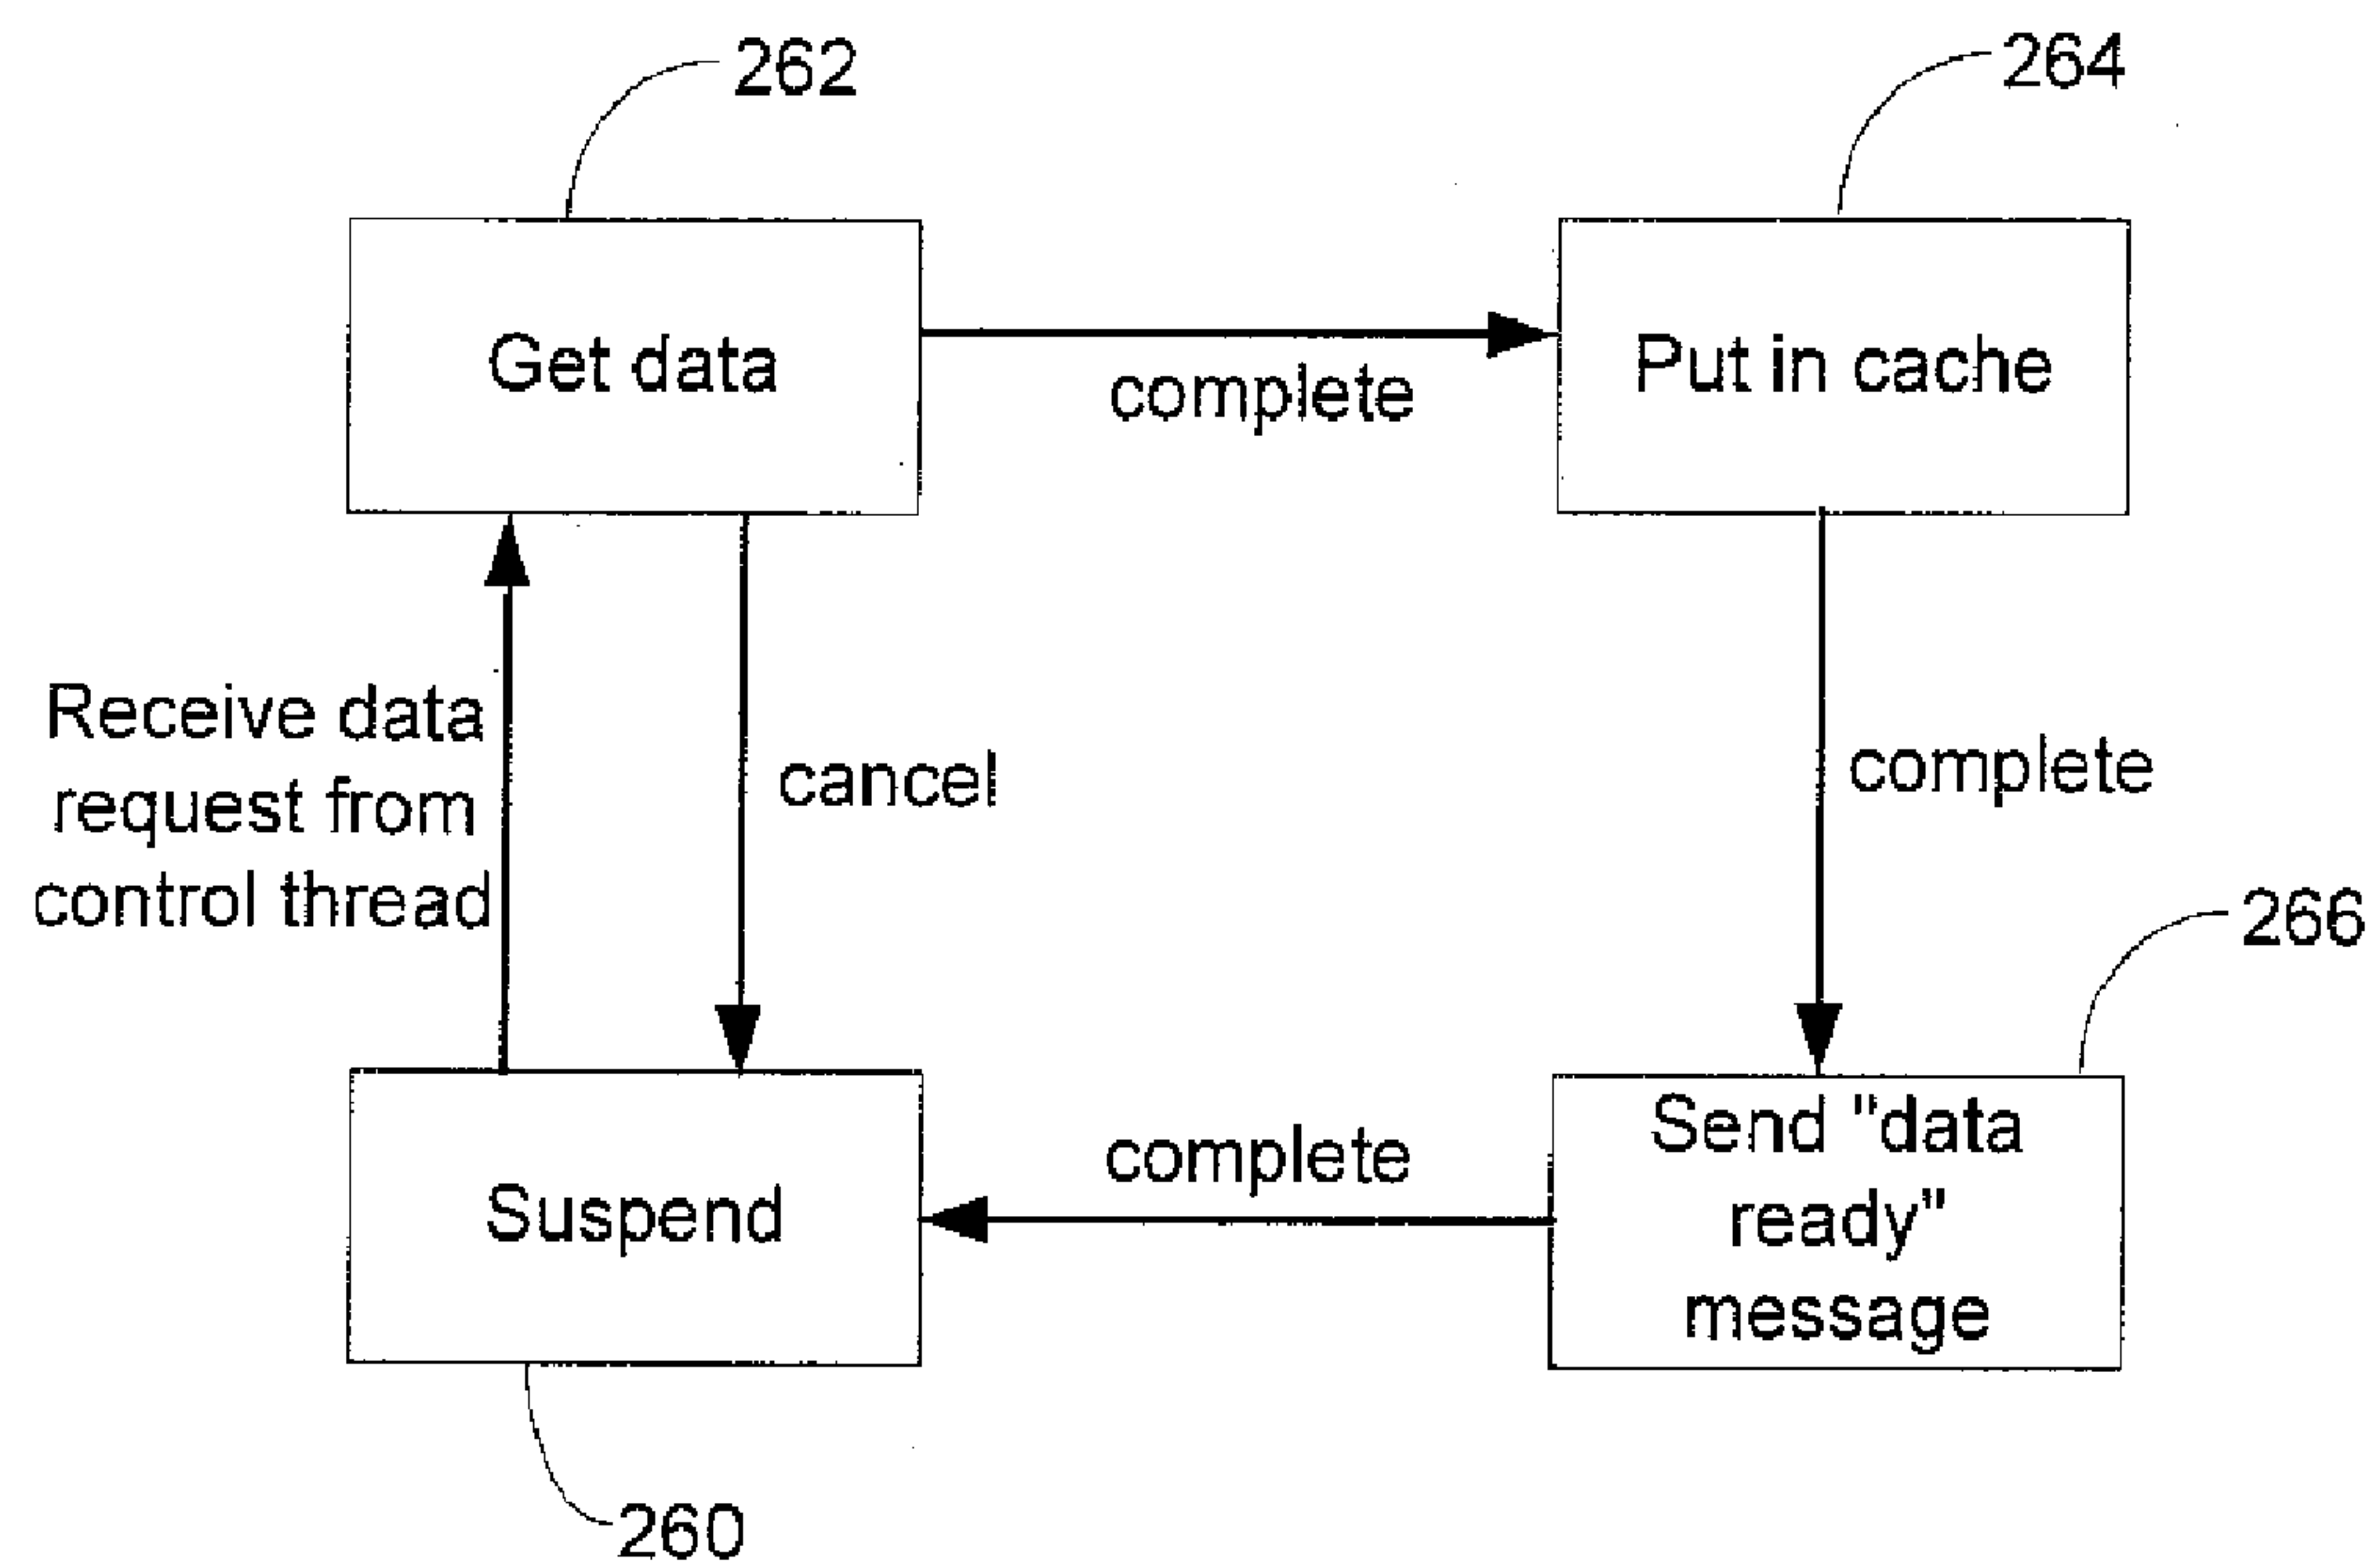 262
264
Get data
complete
Put in cache
Receive data
request from
control thread
cancel
complete
266
Suspend
complete
Send "data
ready"
message
260